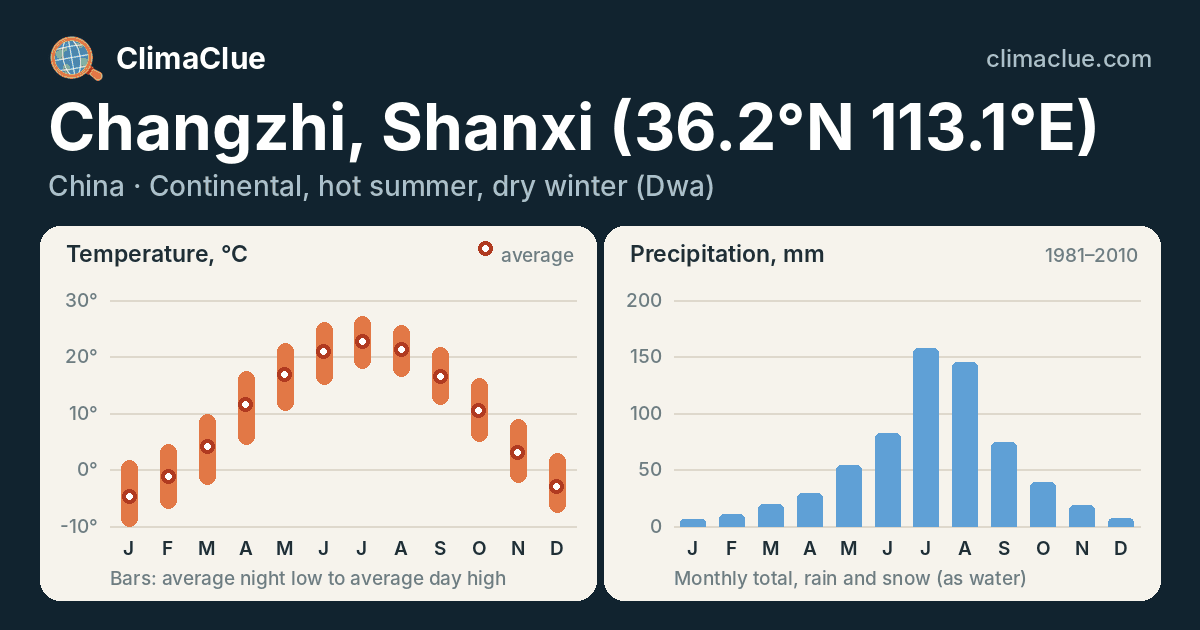 ClimaClue
climaclue.com
Changzhi, Shanxi (36.2°N 113.1°E)
China · Continental, hot summer, dry winter (Dwa)
Temperature, °C
average
30°
20°
10°
0°
-10°
J F M A M J J A S O N D
Bars: average night low to average day high
Precipitation, mm
1981–2010
200
150
100
50
0
J F M A M J J A S O N D
Monthly total, rain and snow (as water)